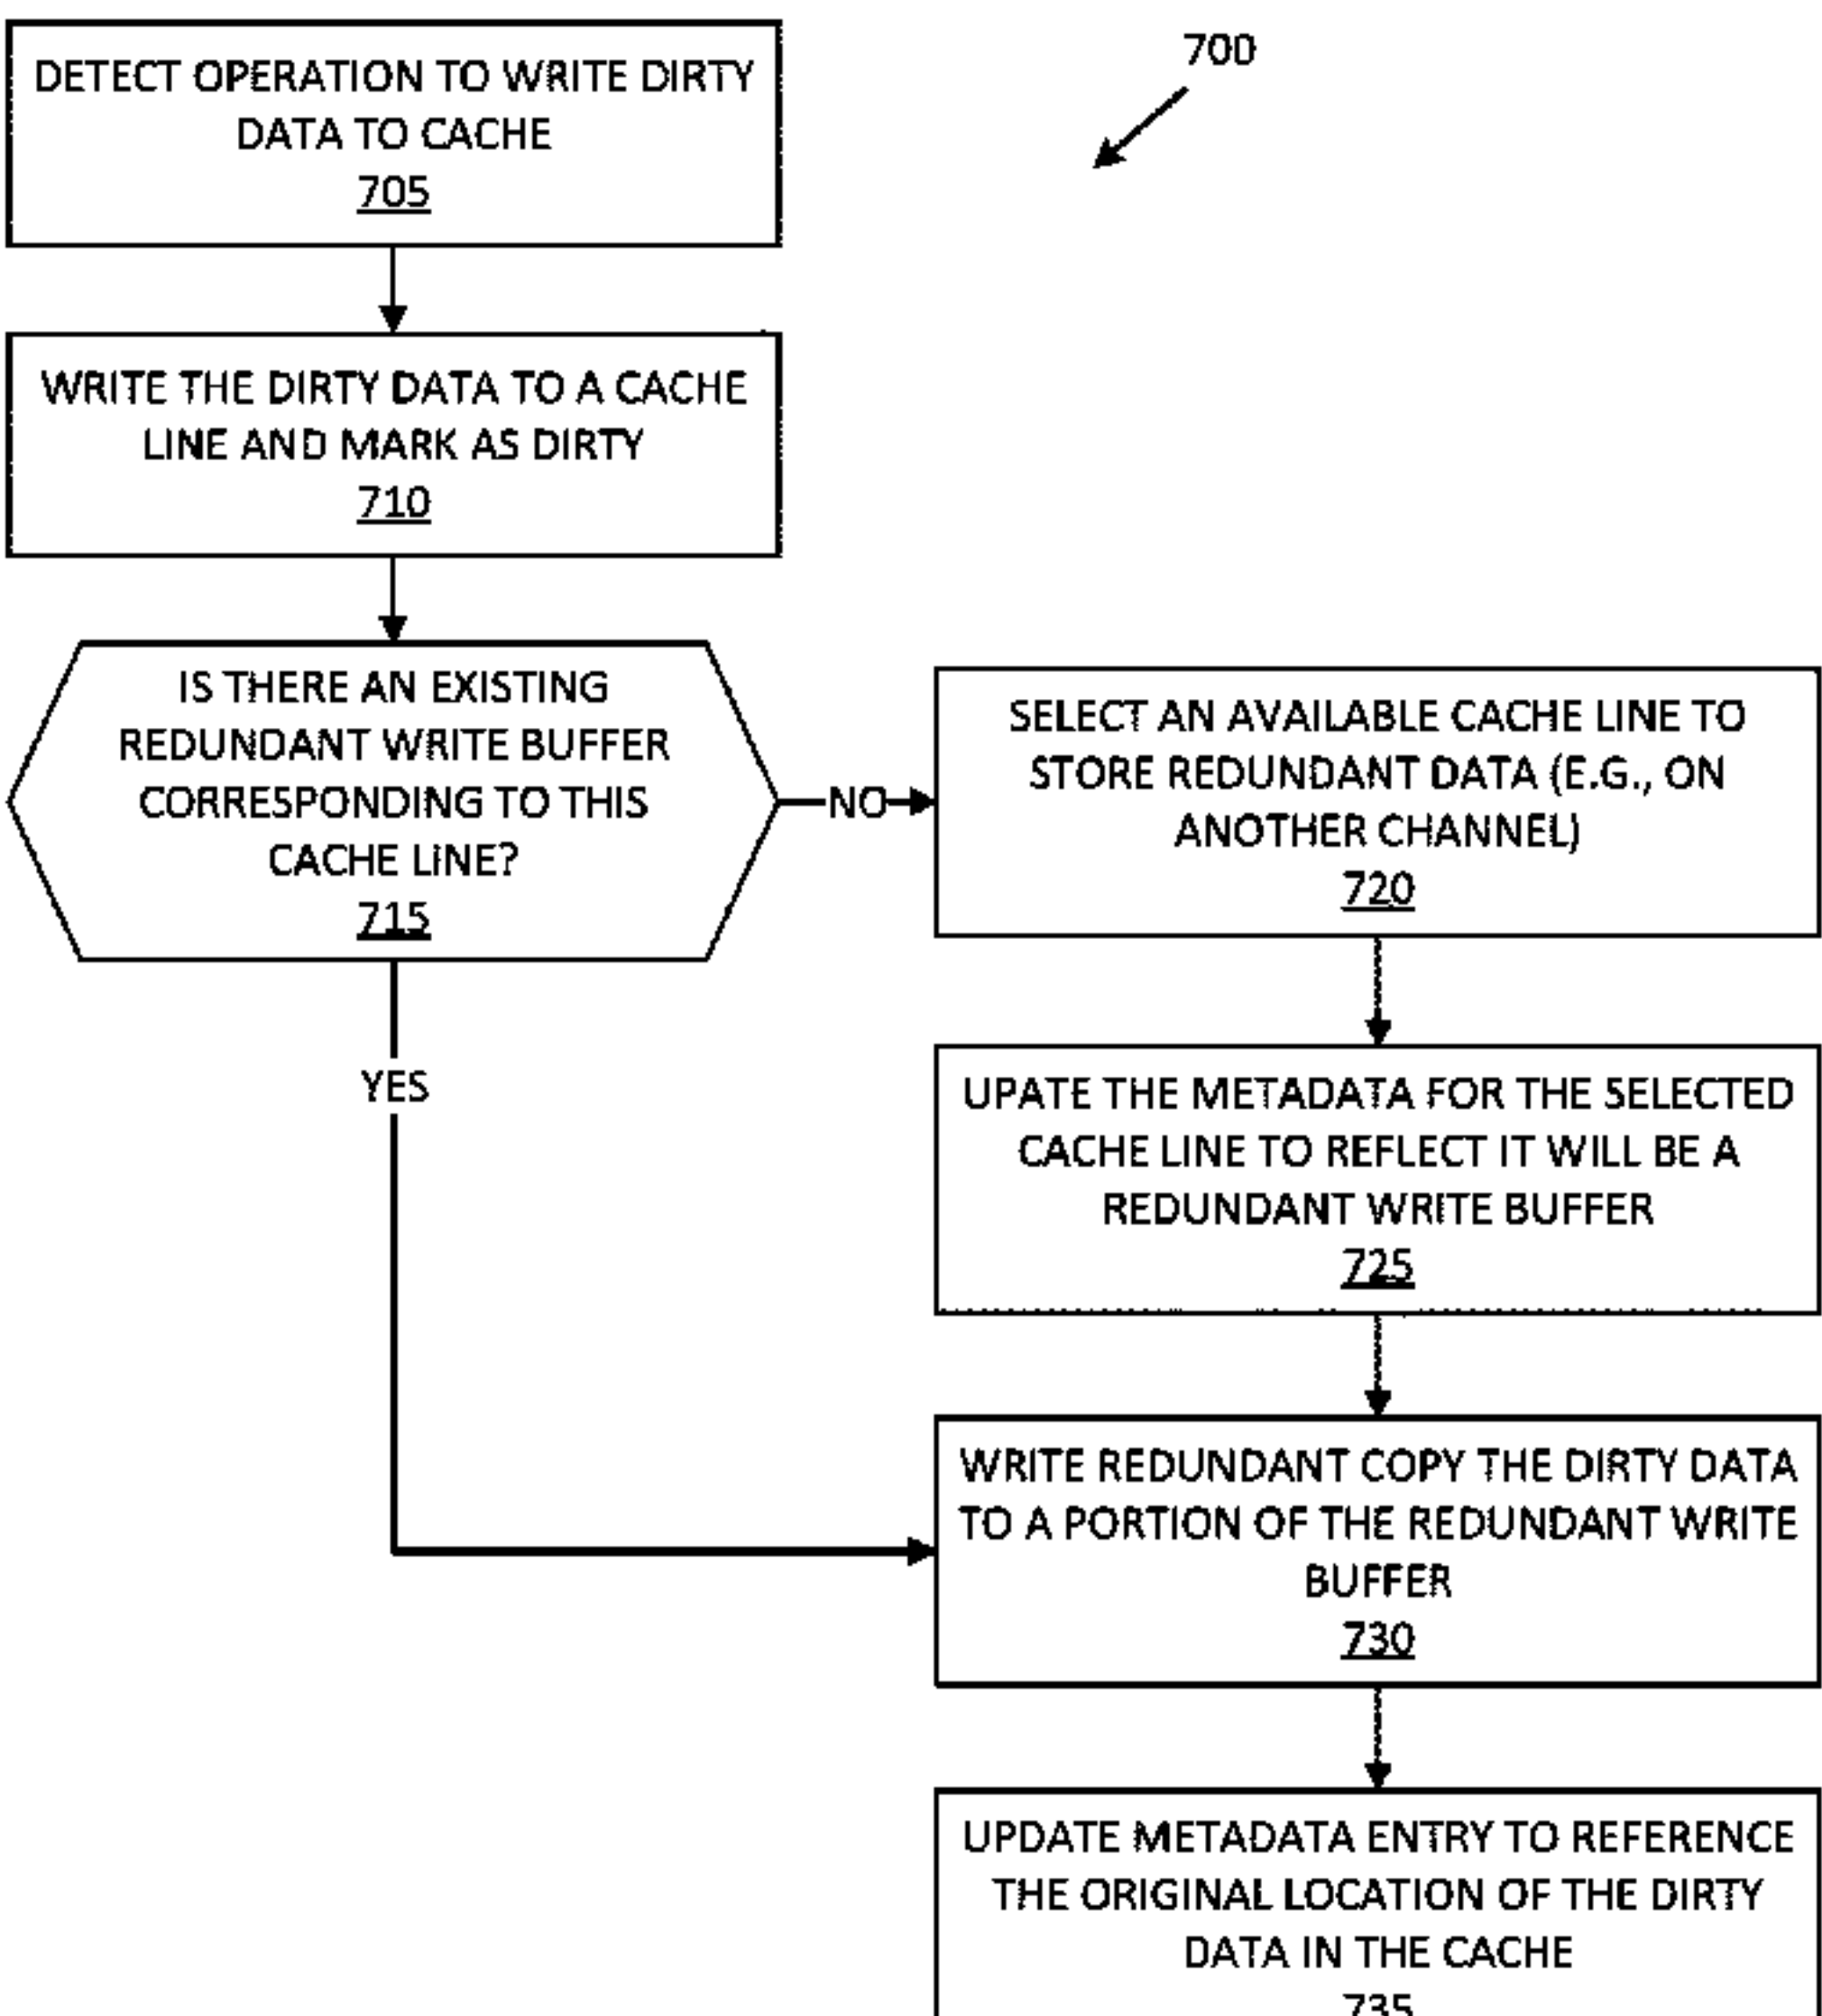 700
DETECT OPERATION TO WRITE DIRTY
DATA TO CACHE
705
WRITE THE DIRTY DATA TO A CACHE
LINE AND MARK AS DIRTY
710
IS THERE AN EXISTING
REDUNDANT WRITE BUFFER
CORRESPONDING TO THIS
CACHE LINE?
715
NO
YES
SELECT AN AVAILABLE CACHE LINE TO
STORE REDUNDANT DATA (E.G., ON
ANOTHER CHANNEL)
720
UPATE THE METADATA FOR THE SELECTED
CACHE LINE TO REFLECT IT WILL BE A
REDUNDANT WRITE BUFFER
725
WRITE REDUNDANT COPY THE DIRTY DATA
TO A PORTION OF THE REDUNDANT WRITE
BUFFER
730
UPDATE METADATA ENTRY TO REFERENCE
THE ORIGINAL LOCATION OF THE DIRTY
DATA IN THE CACHE
735